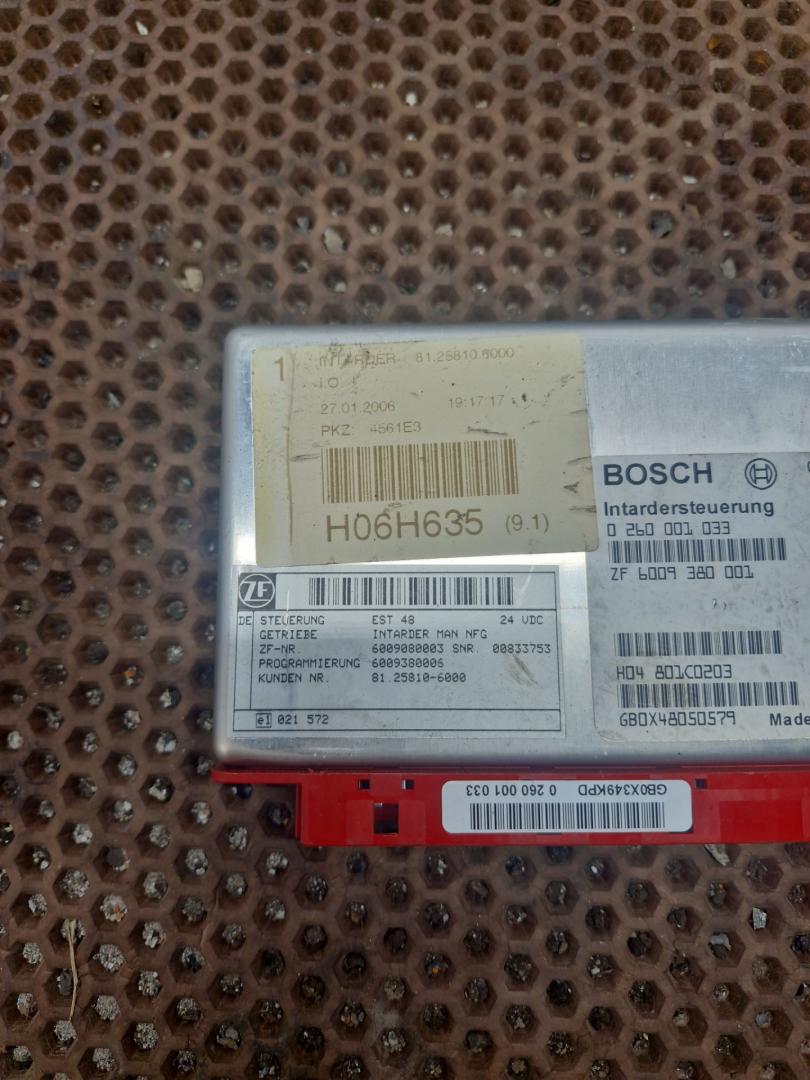 1 INTARDER 81.25810.6000
I.O
27.01.2006 19:17:17
PKZ: 4561E3
H06H635 (9.1)
BOSCH
Intardersteuerung
0 260 001 033
ZF 6009 380 001
H04 801C0203
GBOX48050579 Made
ZF
DE STEUERUNG EST 48 24 VDC
GETRIEBE INTARDER MAN NFG
ZF-NR. 6009080003 SNR. 00833753
PROGRAMMIERUNG 6009380006
KUNDEN NR. 81.25810-6000
e1 021 572
GBOX349KPD 0 260 001 033